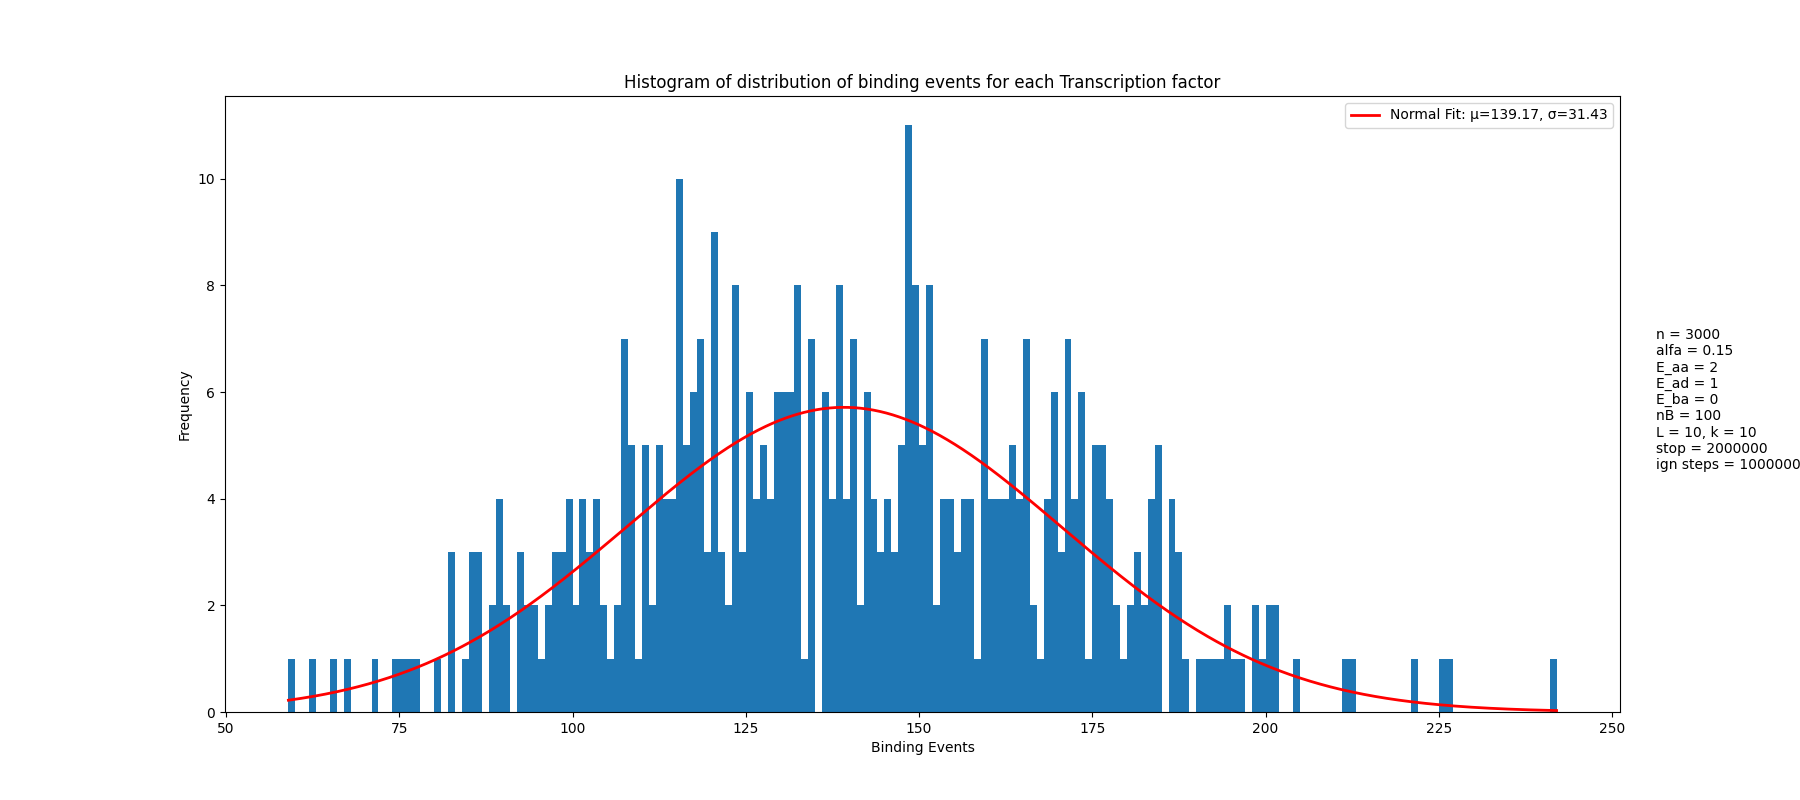 Histogram of distribution of binding events for each Transcription factor
Normal Fit: μ=139.17, σ=31.43
Frequency
10
8
6
4
2
0
50 75 100 125 150 175 200 225 250
Binding Events
n = 3000
alfa = 0.15
E_aa = 2
E_ad = 1
E_ba = 0
nB = 100
L = 10, k = 10
stop = 2000000
ign steps = 1000000